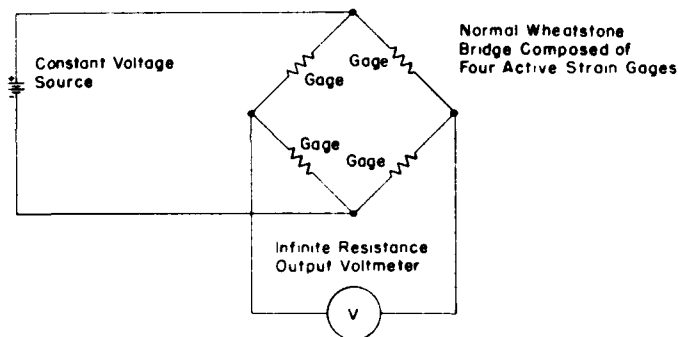 Constant Voltage
Source
Gage
Gage
Gage
Gage
Normal Wheatstone
Bridge Composed of
Four Active Strain Gages
Infinite Resistance
Output Voltmeter
V